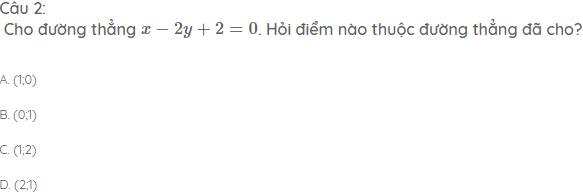 Câu 2:
Cho đường thẳng x − 2y + 2 = 0. Hỏi điểm nào thuộc đường thẳng đã cho?
A. (1;0)
B. (0;1)
C. (1;2)
D. (2;1)